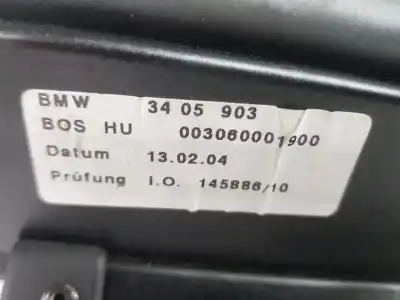 BMW 34 05 903
BOS HU 003060001900
Datum 13.02.04
Prüfung I.O. 145886/10